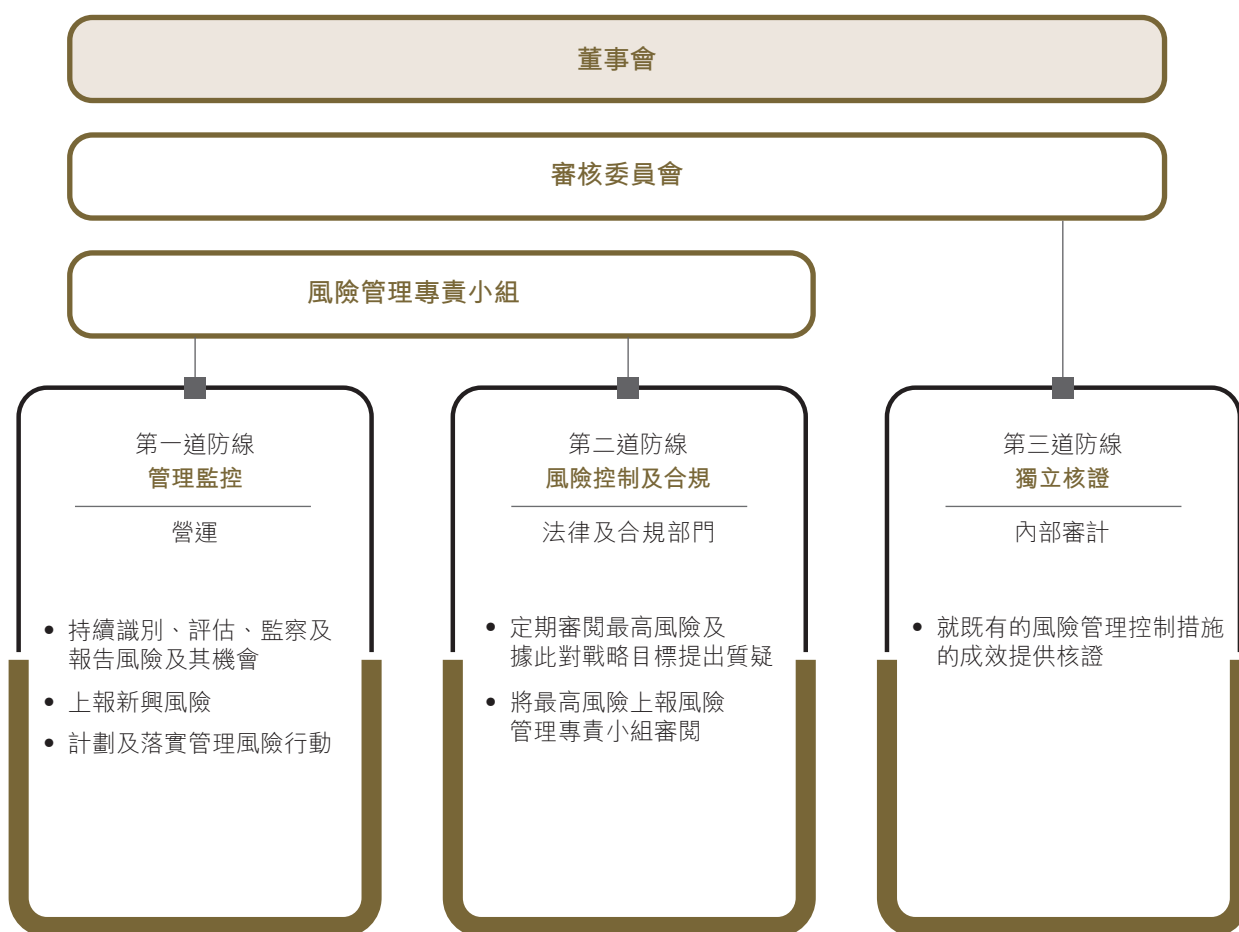 董事會
審核委員會
風險管理專責小組
第一道防線
管理監控
營運
• 持續識別、評估、監察及
報告風險及其機會
• 上報新興風險
• 計劃及落實管理風險行動
第二道防線
風險控制及合規
法律及合規部門
• 定期審閱最高風險及
據此對戰略目標提出質疑
• 將最高風險上報風險
管理專責小組審閱
第三道防線
獨立核證
內部審計
• 就既有的風險管理控制措施
的成效提供核證